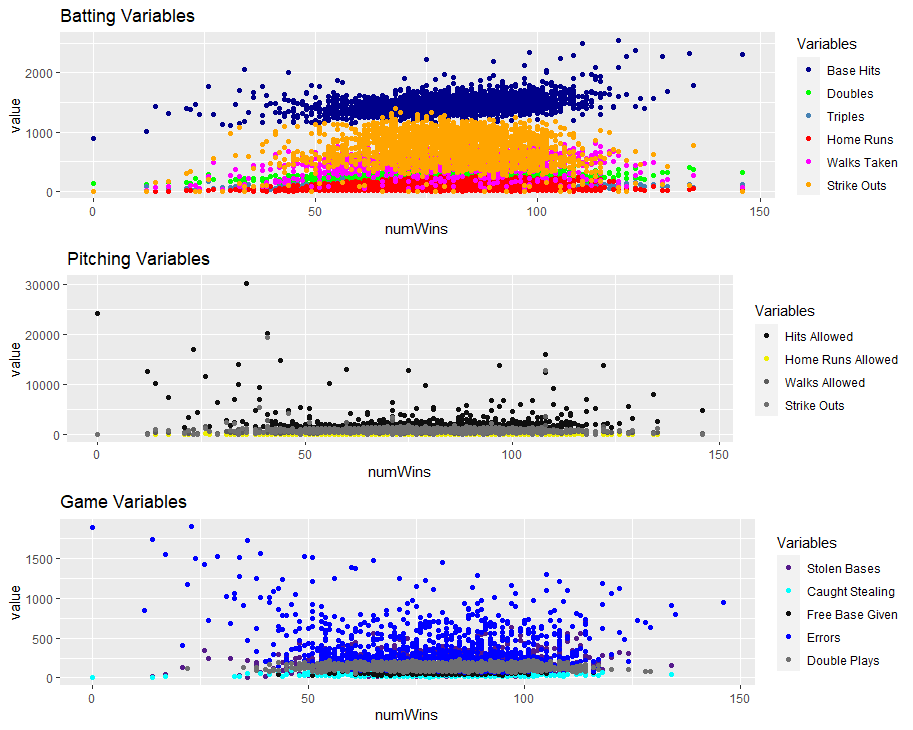 Batting Variables
2000
1000
0
value
0 50 100 150
numWins
Variables
Base Hits
Doubles
Triples
Home Runs
Walks Taken
Strike Outs
Pitching Variables
30000
20000
10000
0
value
0 50 100 150
numWins
Variables
Hits Allowed
Home Runs Allowed
Walks Allowed
Strike Outs
Game Variables
1500
1000
500
0
value
0 50 100 150
numWins
Variables
Stolen Bases
Caught Stealing
Free Base Given
Errors
Double Plays